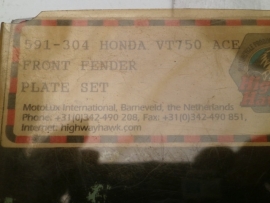 591-304 HONDA VT750 ACE
FRONT FENDER
PLATE SET
MotoLux International, Barneveld, the Netherlands
Phone: +31(0)342-490 208, Fax: +31(0)342-490 851,
Internet: highwayhawk.com